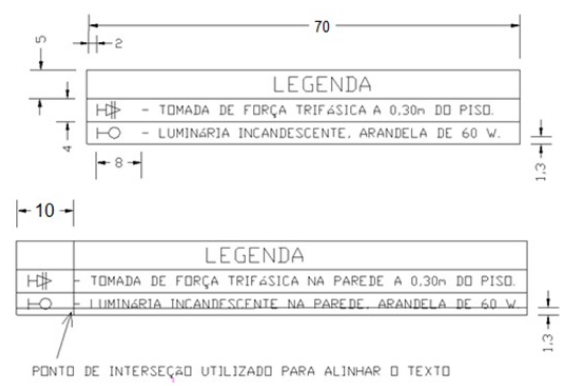 70
2
5
LEGENDA
- TOMADA DE FORÇA TRIFáSICA A 0,30m DO PISO.
- LUMINáRIA INCANDESCENTE, ARANDELA DE 60 W.
4
8
1,3
10
LEGENDA
- TOMADA DE FORÇA TRIFáSICA NA PAREDE A 0,30m DO PISO.
- LUMINáRIA INCANDESCENTE NA PAREDE, ARANDELA DE 60 W.
1,3
PONTO DE INTERSEÇãO UTILIZADO PARA ALINHAR O TEXTO